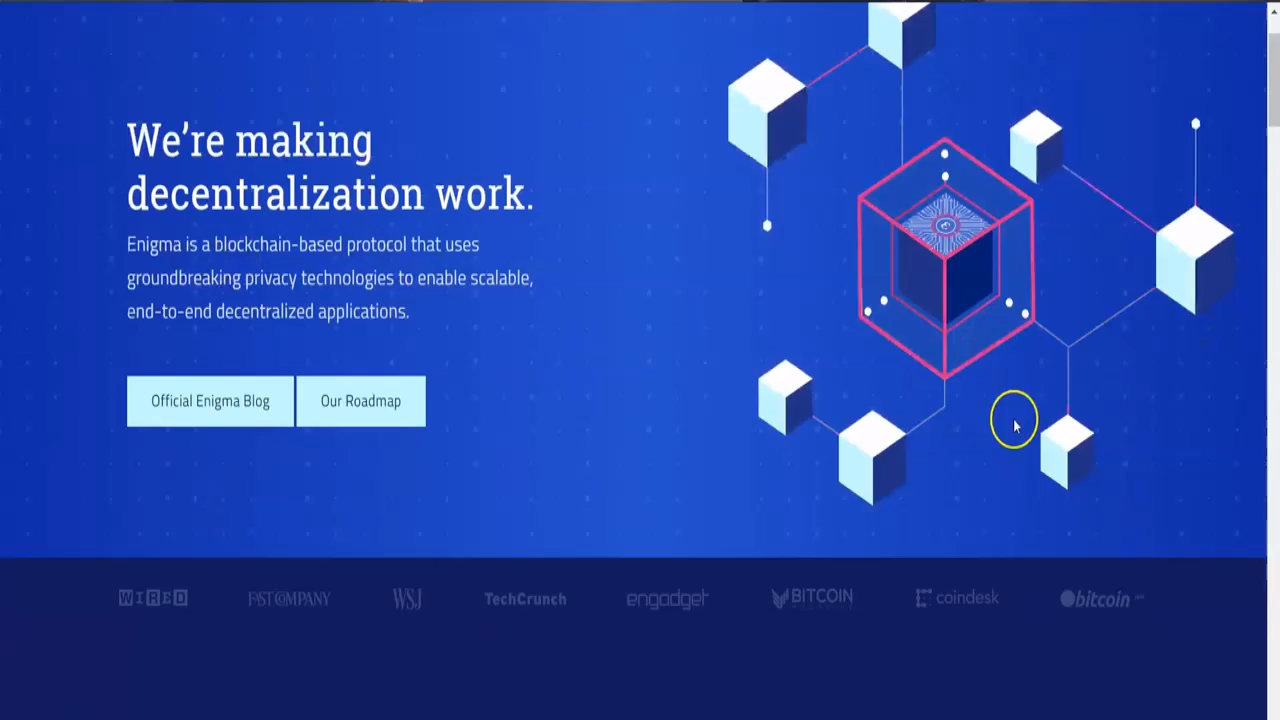 We're making
decentralization work.
Enigma is a blockchain-based protocol that uses
groundbreaking privacy technologies to enable scalable,
end-to-end decentralized applications.
Official Enigma Blog
Our Roadmap
WIRED
FAST COMPANY
WSJ
TechCrunch
engadget
BITCOIN
coindesk
bitcoin